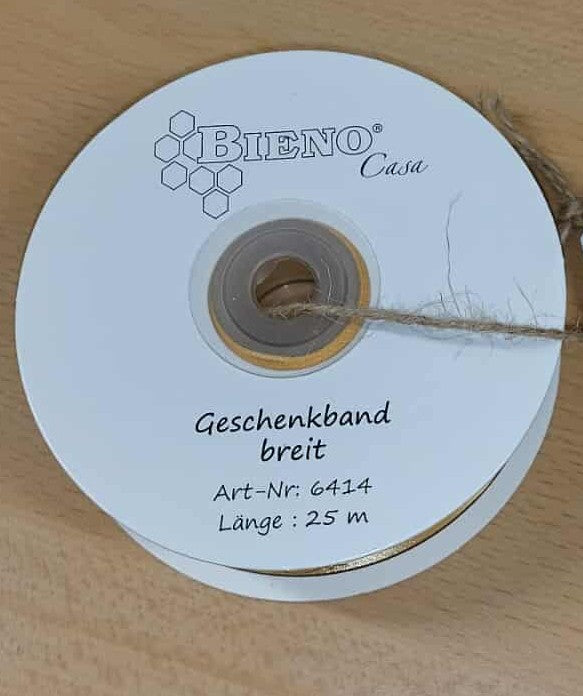 BIENO®
Casa
Geschenkband
breit
Art-Nr: 6414
Länge : 25 m